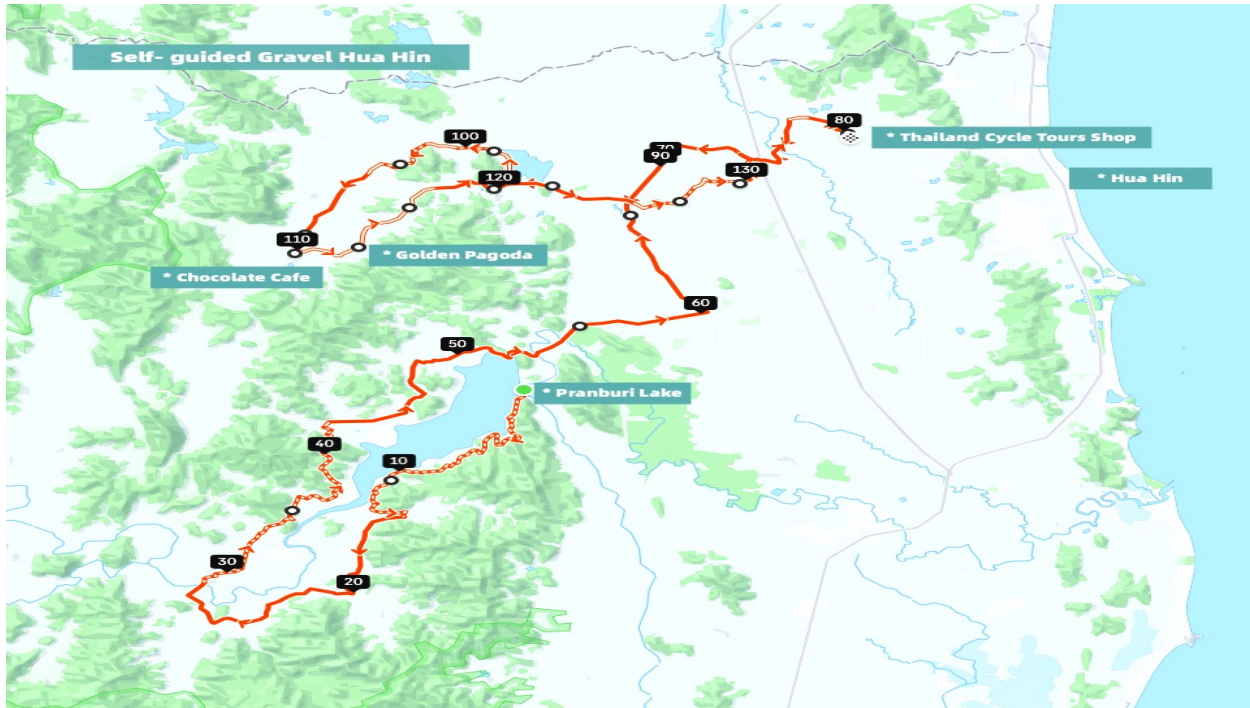 Self- guided Gravel Hua Hin
80
100
* Thailand Cycle Tours Shop
70
90
130
120
* Hua Hin
110
* Golden Pagoda
* Chocolate Cafe
60
50
* Pranburi Lake
40
10
30
20